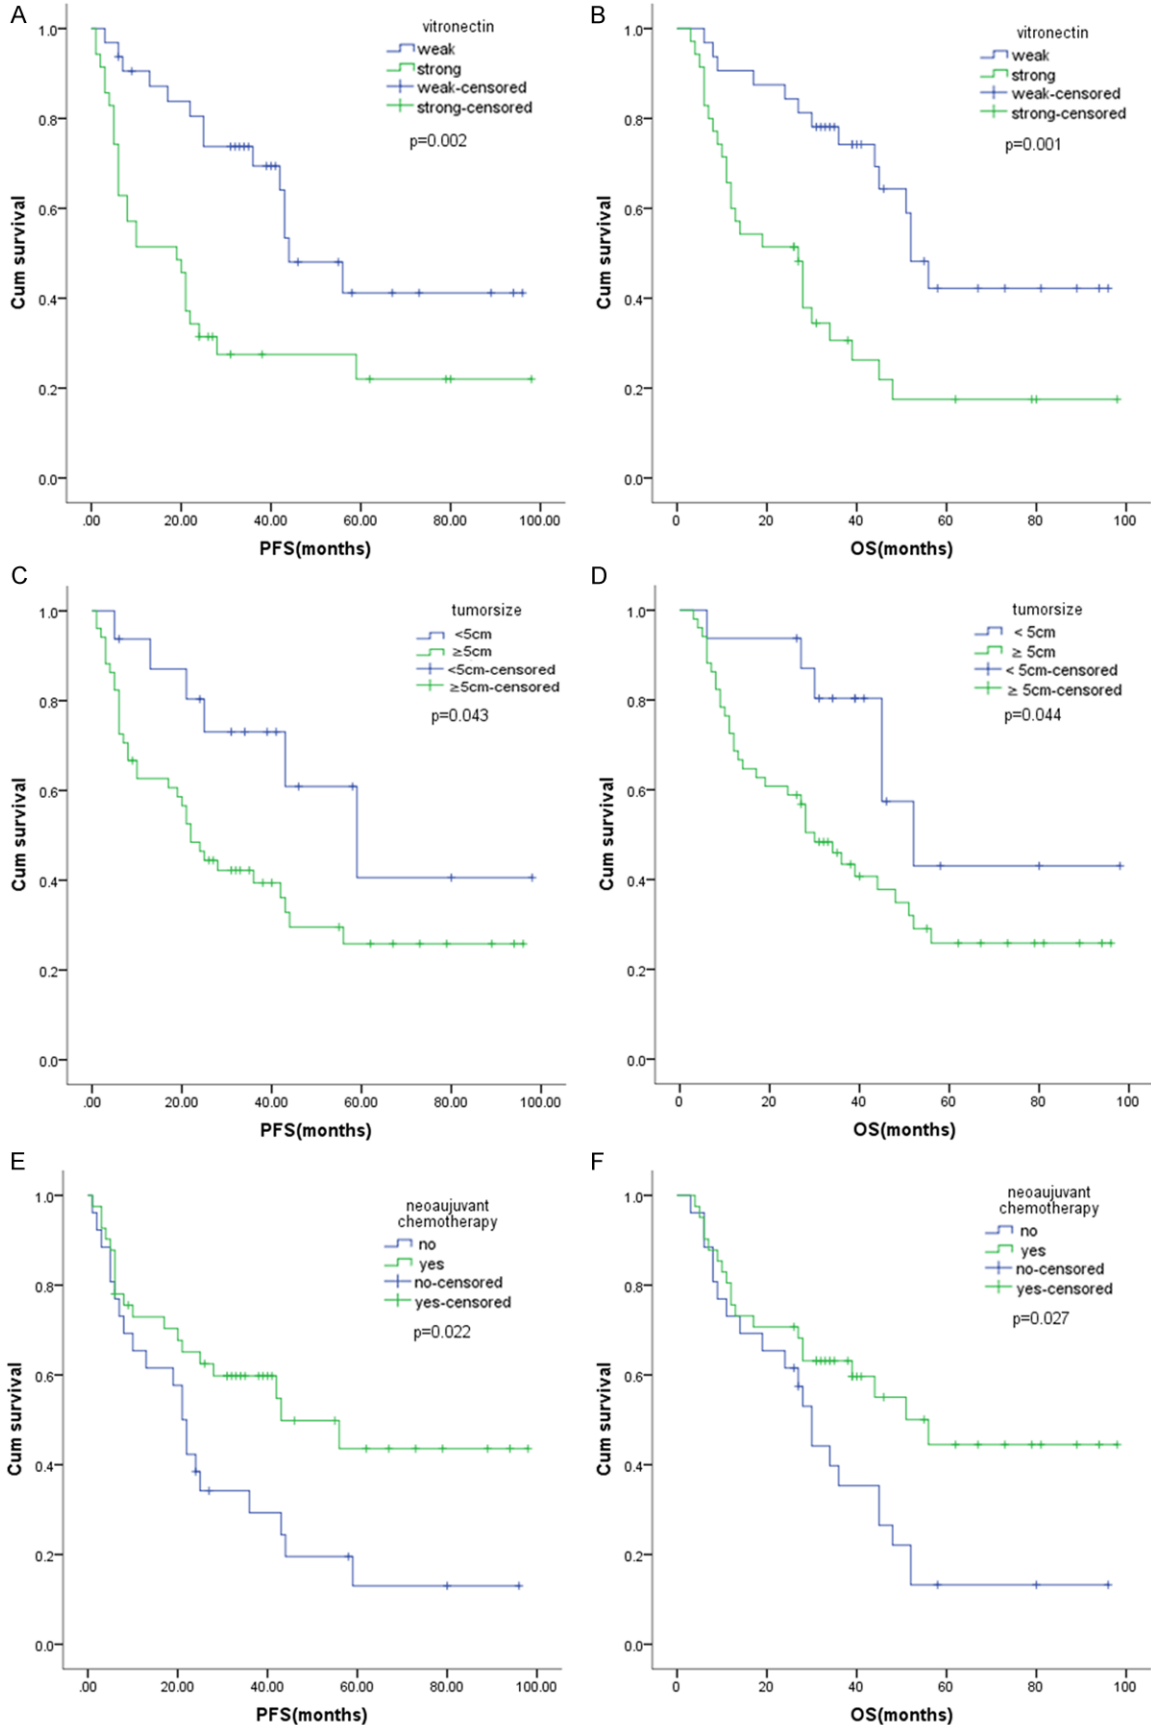 A
vitronectin
weak
strong
weak-censored
strong-censored
p=0.002
1.0
0.8
0.6
0.4
0.2
0.0
Cum survival
.00 20.00 40.00 60.00 80.00 100.00
PFS(months)
B
vitronectin
weak
strong
weak-censored
strong-censored
p=0.001
1.0
0.8
0.6
0.4
0.2
0.0
Cum survival
0 20 40 60 80 100
OS(months)
C
tumorsize
<5cm
≥5cm
<5cm-censored
≥5cm-censored
p=0.043
1.0
0.8
0.6
0.4
0.2
0.0
Cum survival
.00 20.00 40.00 60.00 80.00 100.00
PFS(months)
D
tumorsize
< 5cm
≥ 5cm
< 5cm-censored
≥ 5cm-censored
p=0.044
1.0
0.8
0.6
0.4
0.2
0.0
Cum survival
0 20 40 60 80 100
OS(months)
E
neoaujuvant
chemotherapy
no
yes
no-censored
yes-censored
p=0.022
1.0
0.8
0.6
0.4
0.2
0.0
Cum survival
.00 20.00 40.00 60.00 80.00 100.00
PFS(months)
F
neoaujuvant
chemotherapy
no
yes
no-censored
yes-censored
p=0.027
1.0
0.8
0.6
0.4
0.2
0.0
Cum survival
0 20 40 60 80 100
OS(months)